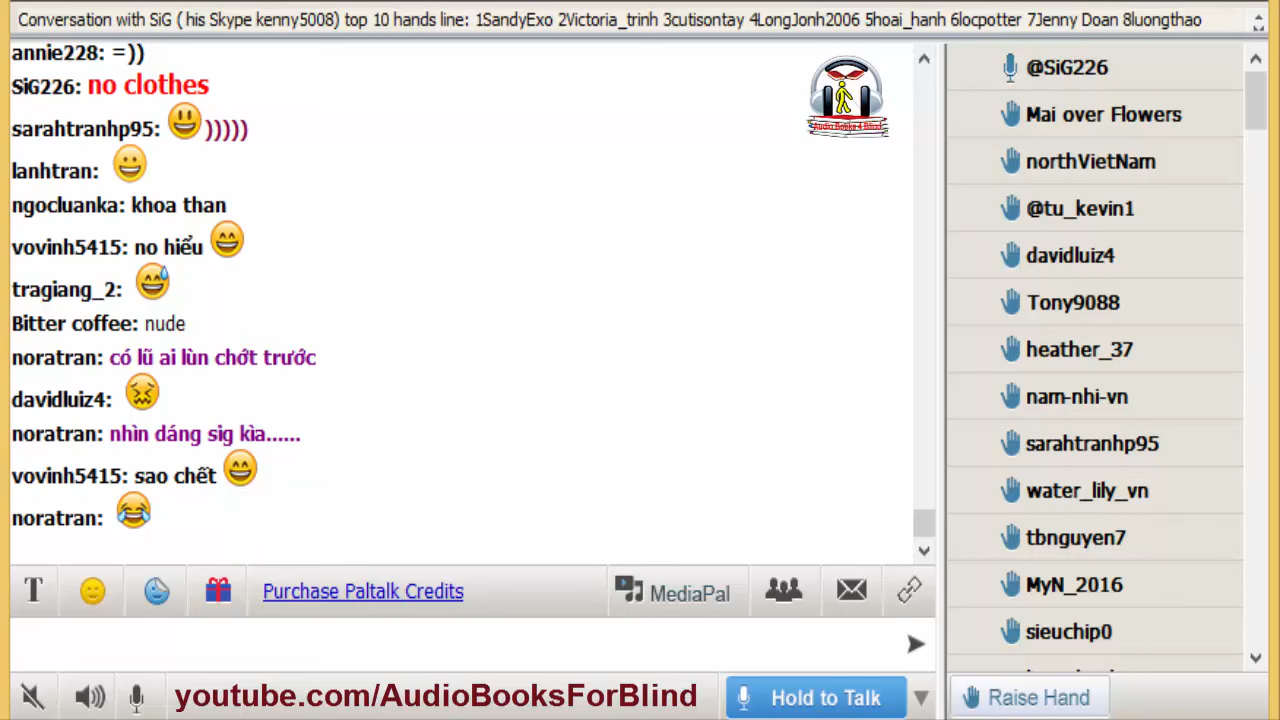 Conversation with SiG ( his Skype kenny5008) top 10 hands line: 1SandyExo 2Victoria_trinh 3cutisontay 4LongJonh2006 5hoai_hanh 6locpotter 7Jenny Doan 8luongthao
annie228: =))
SiG226: no clothes
sarahtranhp95: )))))
lanhtran:
ngocluanka: khoa than
vovinh5415: no hiểu
tragiang_2:
Bitter coffee: nude
noratran: có lũ ai lùn chớt trước
davidluiz4:
noratran: nhìn dáng sig kìa......
vovinh5415: sao chết
noratran:
Audio Books 4 Blind
@SiG226
Mai over Flowers
northVietNam
@tu_kevin1
davidluiz4
Tony9088
heather_37
nam-nhi-vn
sarahtranhp95
water_lily_vn
tbnguyen7
MyN_2016
sieuchip0
T
Purchase Paltalk Credits
MediaPal
youtube.com/AudioBooksForBlind
Hold to Talk
Raise Hand